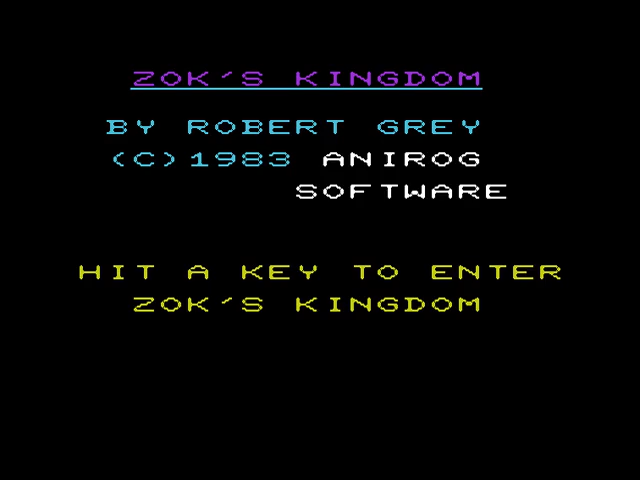 ZOK'S KINGDOM
BY ROBERT GREY
(C)1983 ANIROG
SOFTWARE
HIT A KEY TO ENTER
ZOK'S KINGDOM